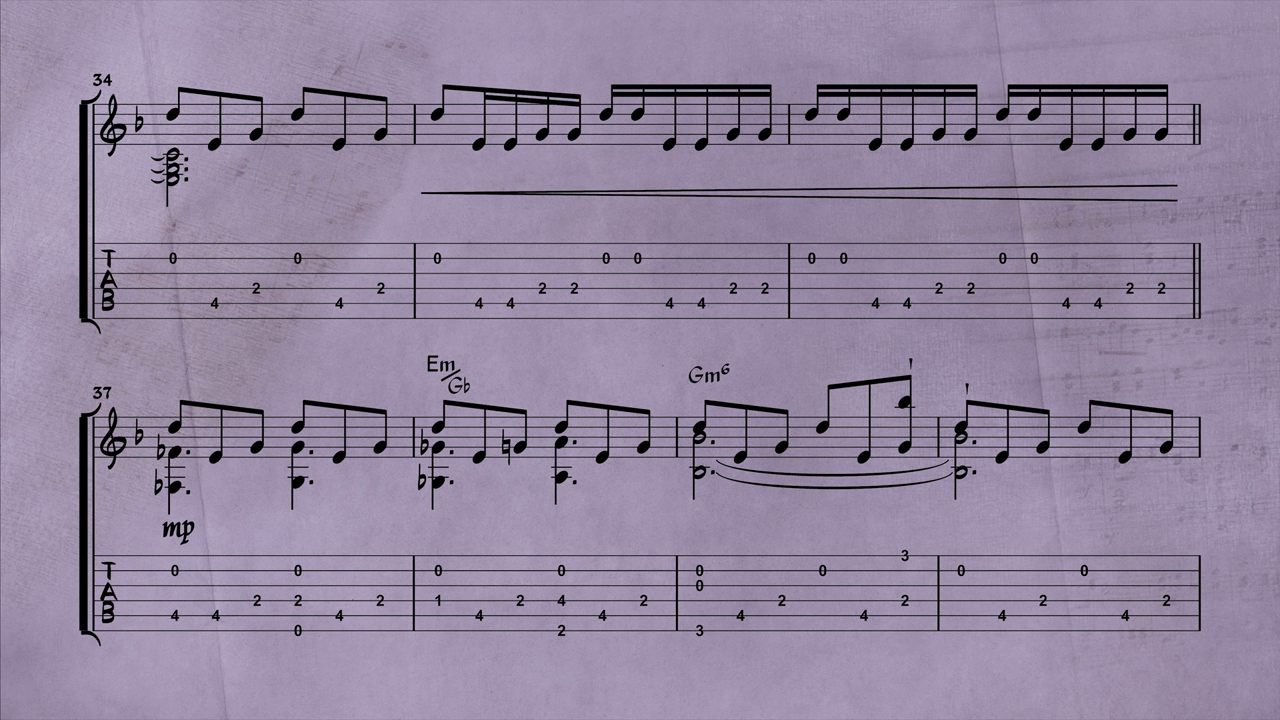 34
T 0 0 0 0 0 0 0 0 0
A 2 2 2 2 2 2 2 2 2 2
B 4 4 4 4 4 4 4 4 4 4
Em/G♭
Gm6
37
mp
3
T 0 0 0 0 0 0 0 0
0
A 2 2 2 1 2 4 2 2 2 2 2
B 4 4 4 4 4 4 4 4 4
0 2 3